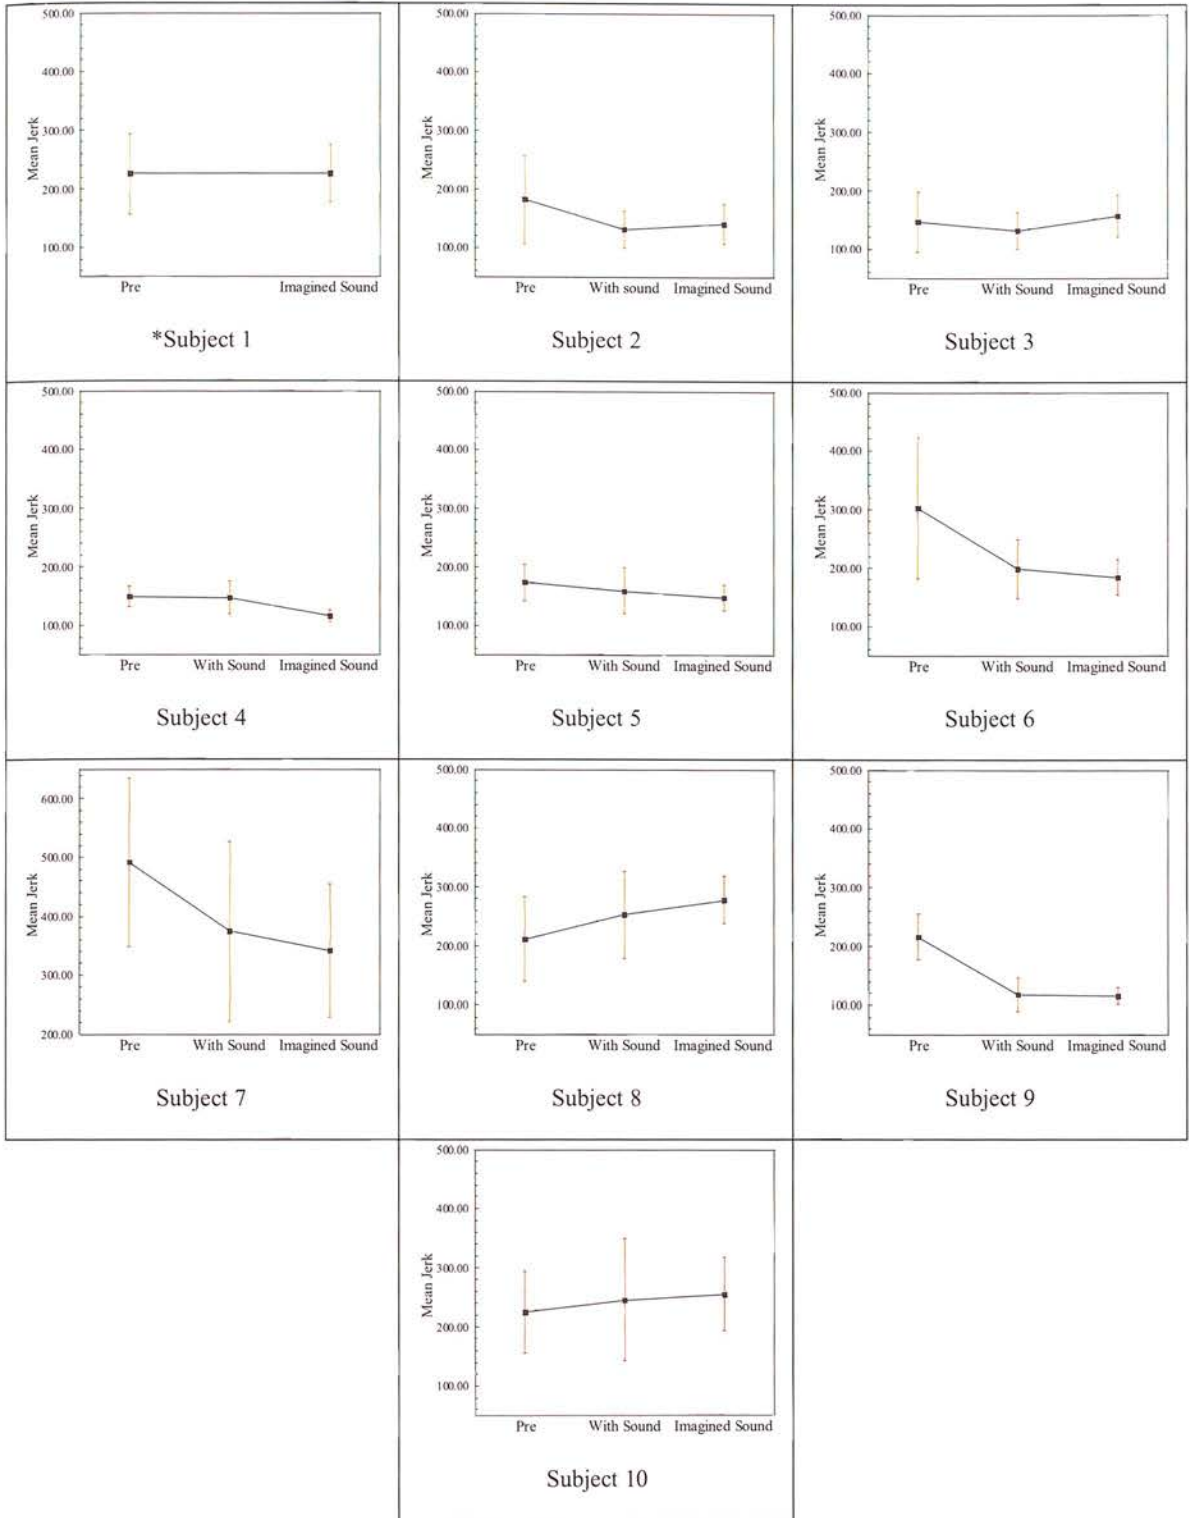 500.00
400.00
300.00
200.00
100.00
Mean Jerk
Pre Imagined Sound
*Subject 1
500.00
400.00
300.00
200.00
100.00
Mean Jerk
Pre With sound Imagined Sound
Subject 2
500.00
400.00
300.00
200.00
100.00
Mean Jerk
Pre With Sound Imagined Sound
Subject 3
500.00
400.00
300.00
200.00
100.00
Mean Jerk
Pre With Sound Imagined Sound
Subject 4
500.00
400.00
300.00
200.00
100.00
Mean Jerk
Pre With Sound Imagined Sound
Subject 5
500.00
400.00
300.00
200.00
100.00
Mean Jerk
Pre With Sound Imagined Sound
Subject 6
600.00
500.00
400.00
300.00
200.00
Mean Jerk
Pre With Sound Imagined Sound
Subject 7
500.00
400.00
300.00
200.00
100.00
Mean Jerk
Pre With Sound Imagined Sound
Subject 8
500.00
400.00
300.00
200.00
100.00
Mean Jerk
Pre With Sound Imagined Sound
Subject 9
500.00
400.00
300.00
200.00
100.00
Mean Jerk
Pre With Sound Imagined Sound
Subject 10